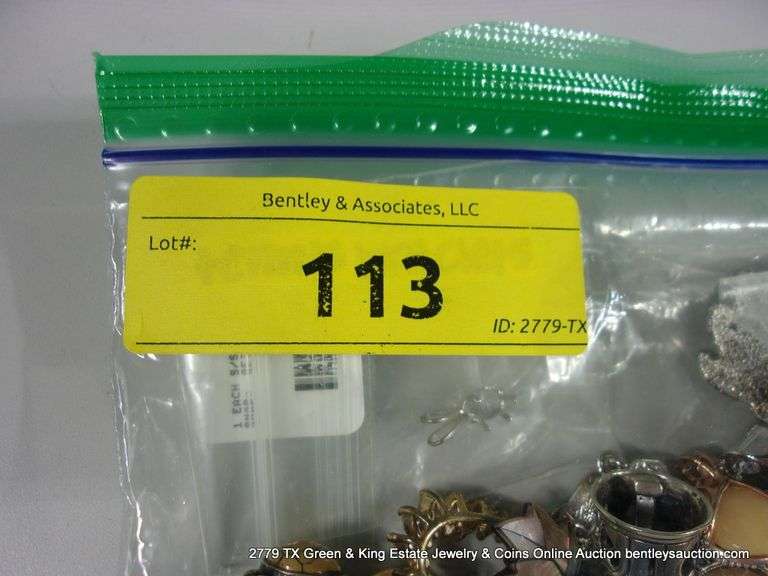 Bentley & Associates, LLC
Lot#:
113
ID: 2779-TX
1 EACH S/S
2779 TX Green & King Estate Jewelry & Coins Online Auction bentleysauction.com